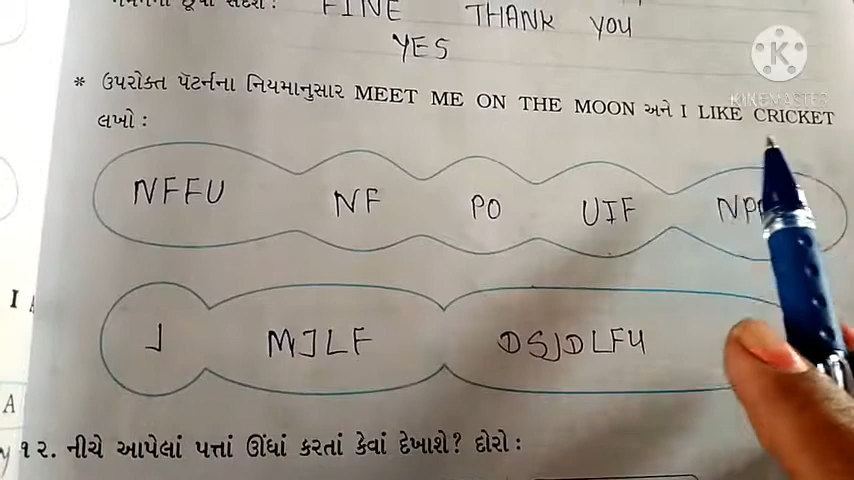 FINE THANK YOU
YES
* ઉપરોક્ત પૅટર્નના નિયમાનુસાર MEET ME ON THE MOON અને I LIKE CRICKET
લખો :
NFFU NF PO UIF
J MJLF DSJDLFU
૧૨. નીચે આપેલાં પત્તાં ઊંધાં કરતાં કેવાં દેખાશે? દોરો :
K
KINEMASTER